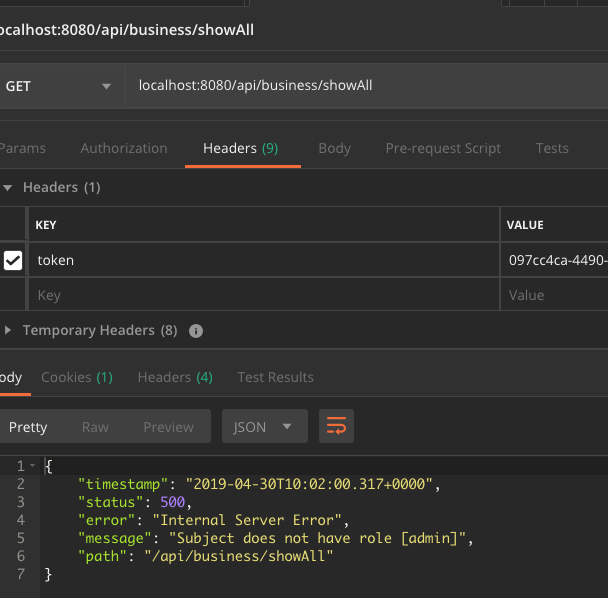 ocalhost:8080/api/business/showAll
GET localhost:8080/api/business/showAll
Params Authorization Headers (9) Body Pre-request Script Tests
Headers (1)
KEY VALUE
token 097cc4ca-4490-
Key Value
Temporary Headers (8) i
ody Cookies (1) Headers (4) Test Results
Pretty Raw Preview JSON
1 {
2 "timestamp": "2019-04-30T10:02:00.317+0000",
3 "status": 500,
4 "error": "Internal Server Error",
5 "message": "Subject does not have role [admin]",
6 "path": "/api/business/showAll"
7 }